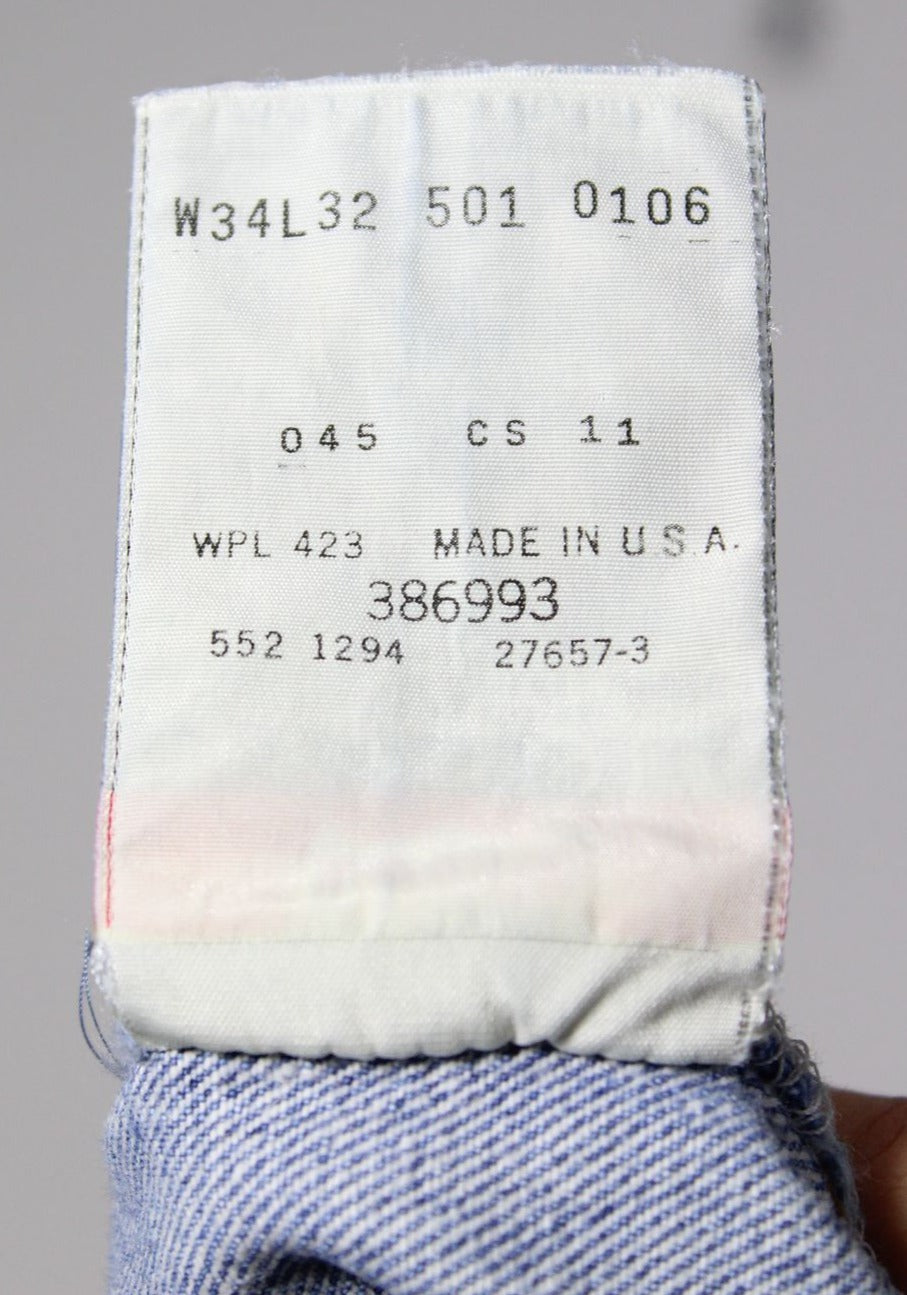 W34L32 501 0106
045 CS 11
WPL 423 MADE IN U.S.A.
386993
552 1294 27657-3